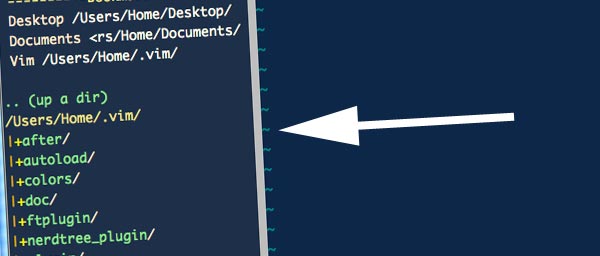 Desktop /Users/Home/Desktop/
Documents <rs/Home/Documents/
Vim /Users/Home/.vim/
.. (up a dir)
/Users/Home/.vim/
|+after/
|+autoload/
|+colors/
|+doc/
|+ftplugin/
|+nerdtree_plugin/